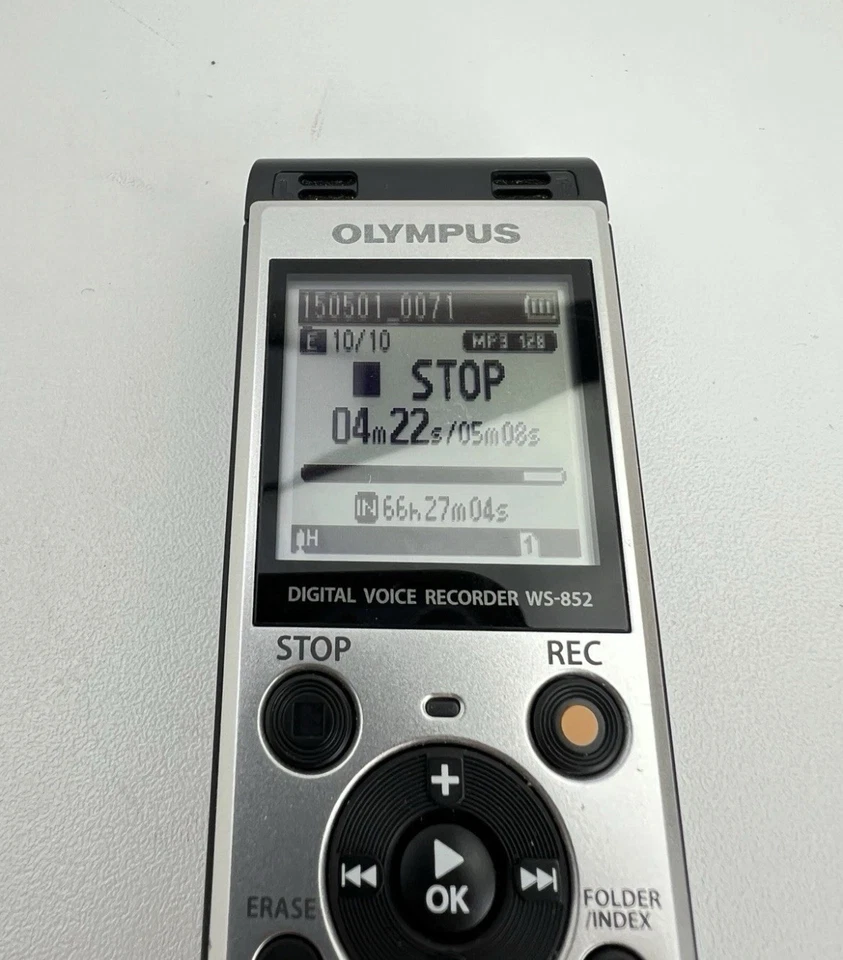 OLYMPUS
150501_0071
E 10/10 MP3 128
STOP
04m22s/05m08s
IN 66h27m04s
H 1
DIGITAL VOICE RECORDER WS-852
STOP REC
+
OK
ERASE FOLDER
/INDEX